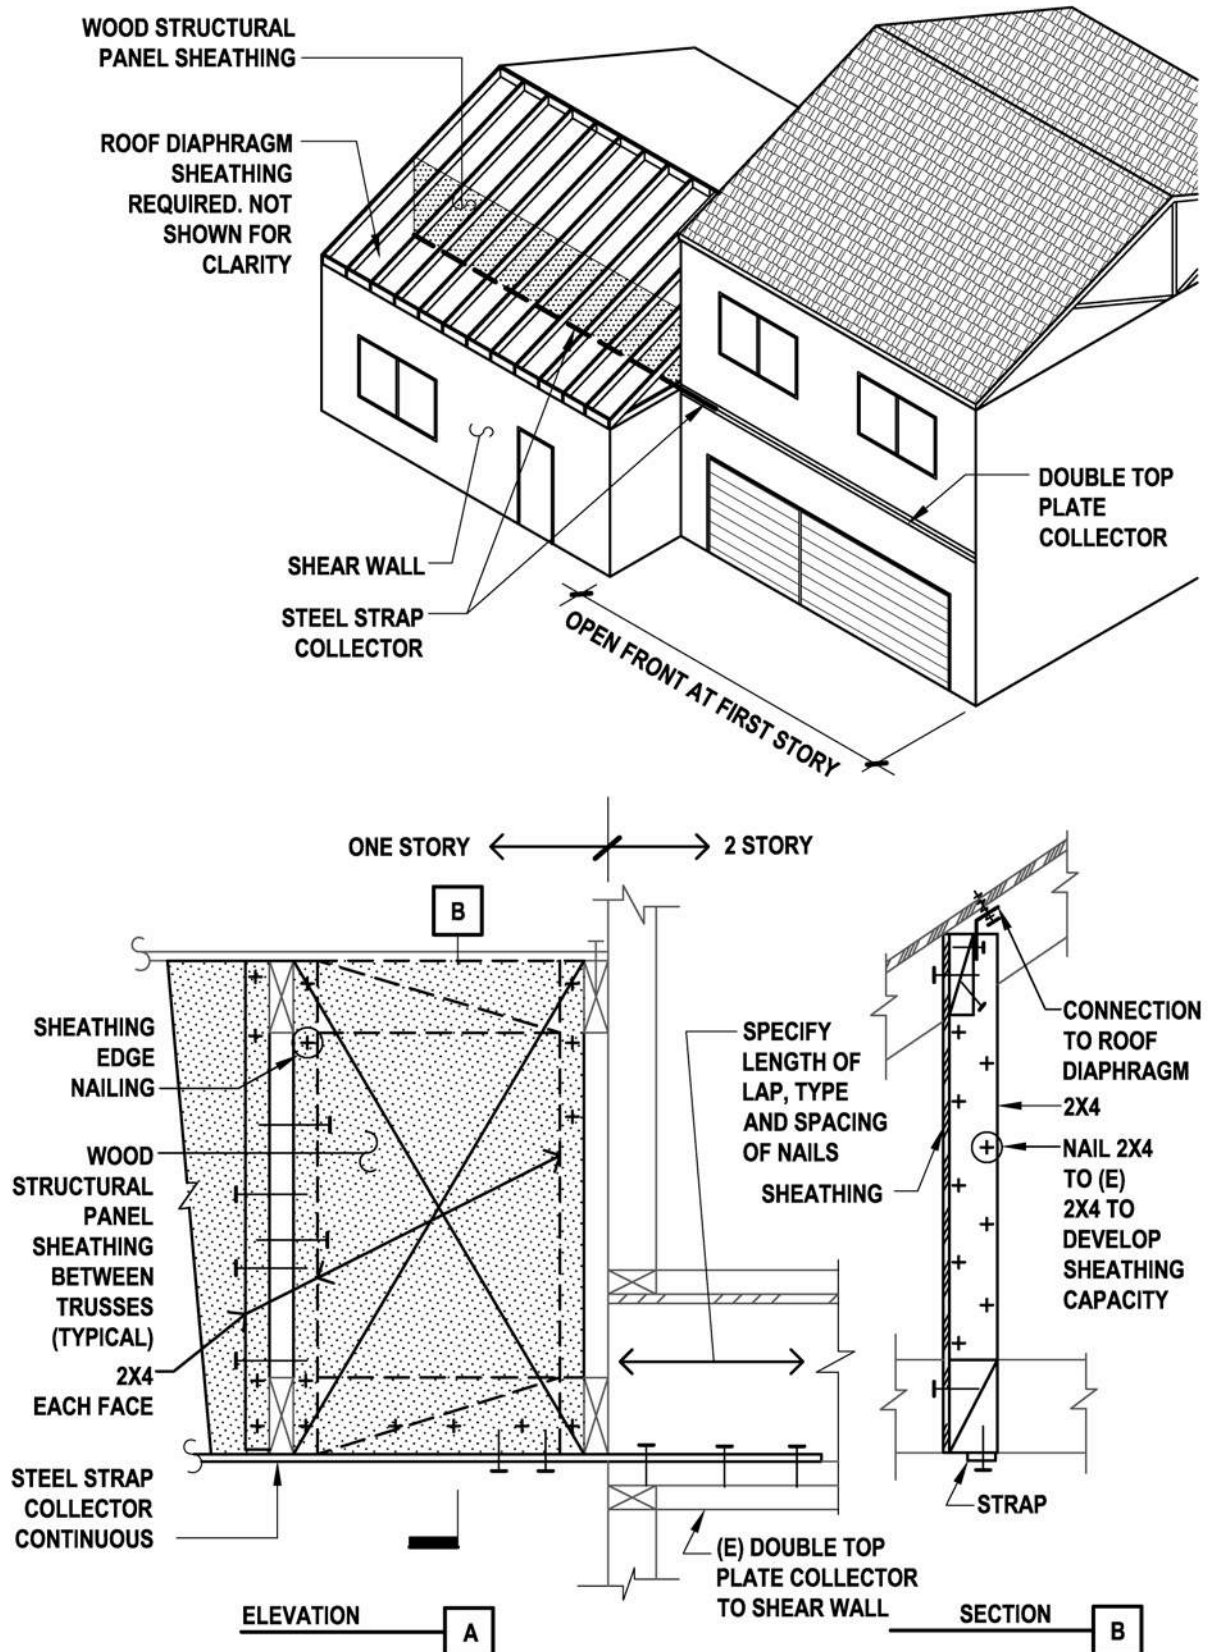 WOOD STRUCTURAL
PANEL SHEATHING
ROOF DIAPHRAGM
SHEATHING
REQUIRED. NOT
SHOWN FOR
CLARITY
DOUBLE TOP
PLATE
COLLECTOR
SHEAR WALL
STEEL STRAP
COLLECTOR
OPEN FRONT AT FIRST STORY
ONE STORY
2 STORY
B
SHEATHING
EDGE
NAILING
WOOD
STRUCTURAL
PANEL
SHEATHING
BETWEEN
TRUSSES
(TYPICAL)
2X4
EACH FACE
STEEL STRAP
COLLECTOR
CONTINUOUS
SPECIFY
LENGTH OF
LAP, TYPE
AND SPACING
OF NAILS
SHEATHING
CONNECTION
TO ROOF
DIAPHRAGM
2X4
NAIL 2X4
TO (E)
2X4 TO
DEVELOP
SHEATHING
CAPACITY
STRAP
(E) DOUBLE TOP
PLATE COLLECTOR
TO SHEAR WALL
ELEVATION
A
SECTION
B